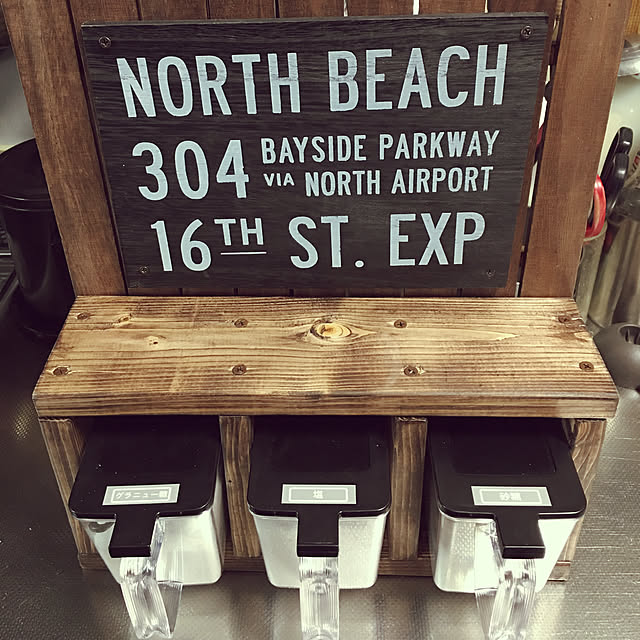 NORTH BEACH
304 BAYSIDE PARKWAY
VIA NORTH AIRPORT
16TH ST. EXP
グラニュー糖
塩
砂糖